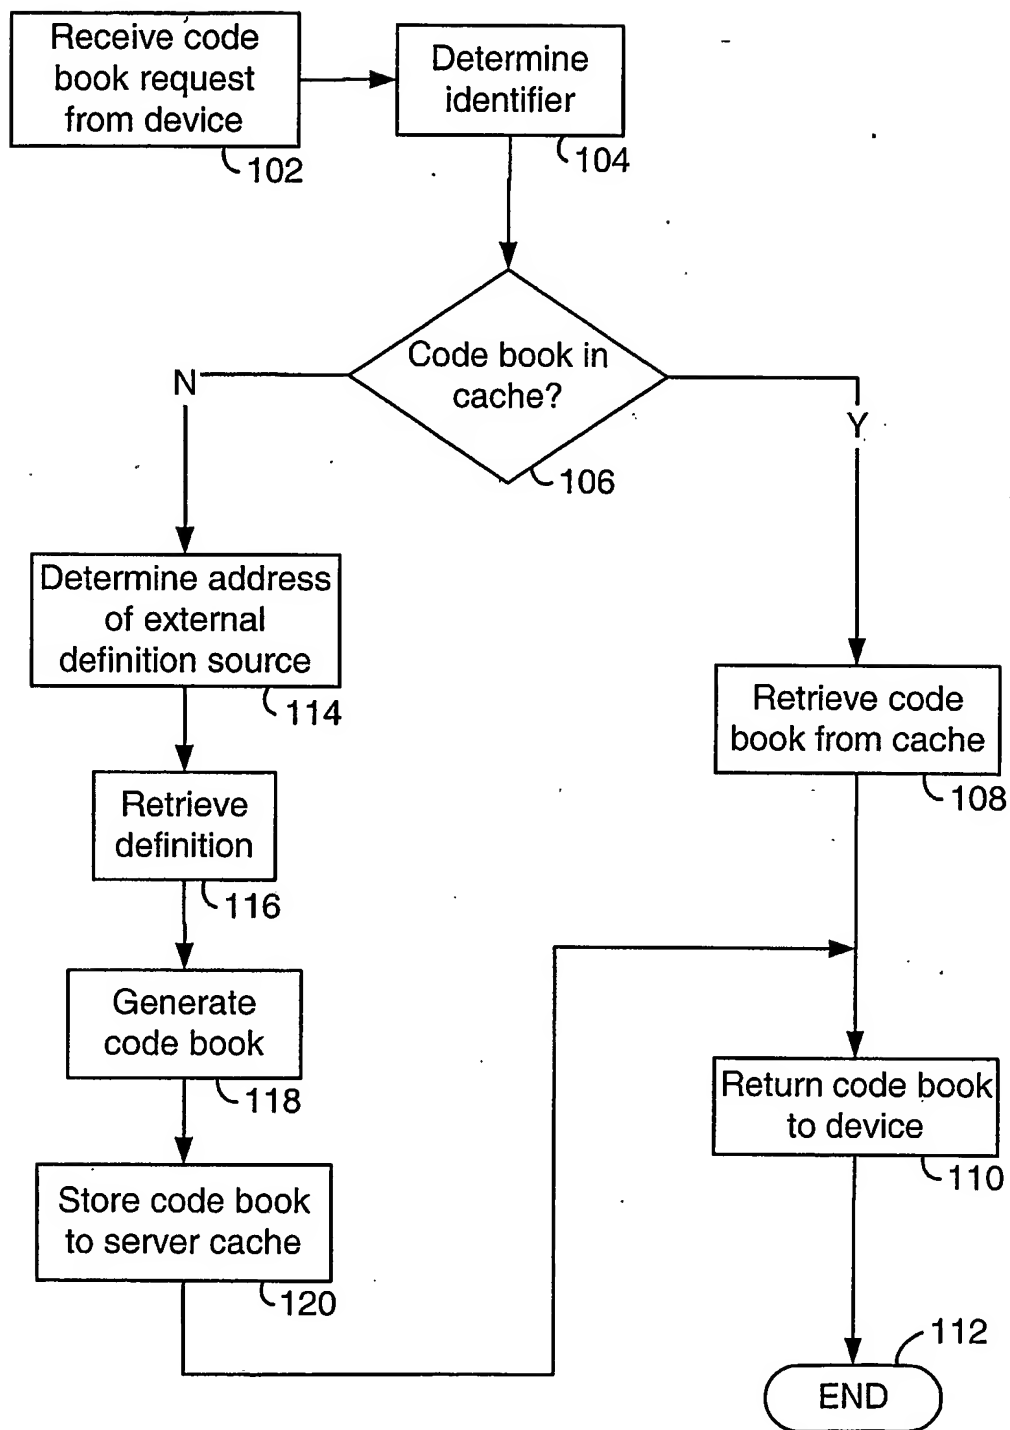 Receive code
book request
from device
102
Determine
identifier
104
Code book in
cache?
106
N
Y
Determine address
of external
definition source
114
Retrieve code
book from cache
108
Retrieve
definition
116
Generate
code book
118
Return code book
to device
110
Store code book
to server cache
120
112
END